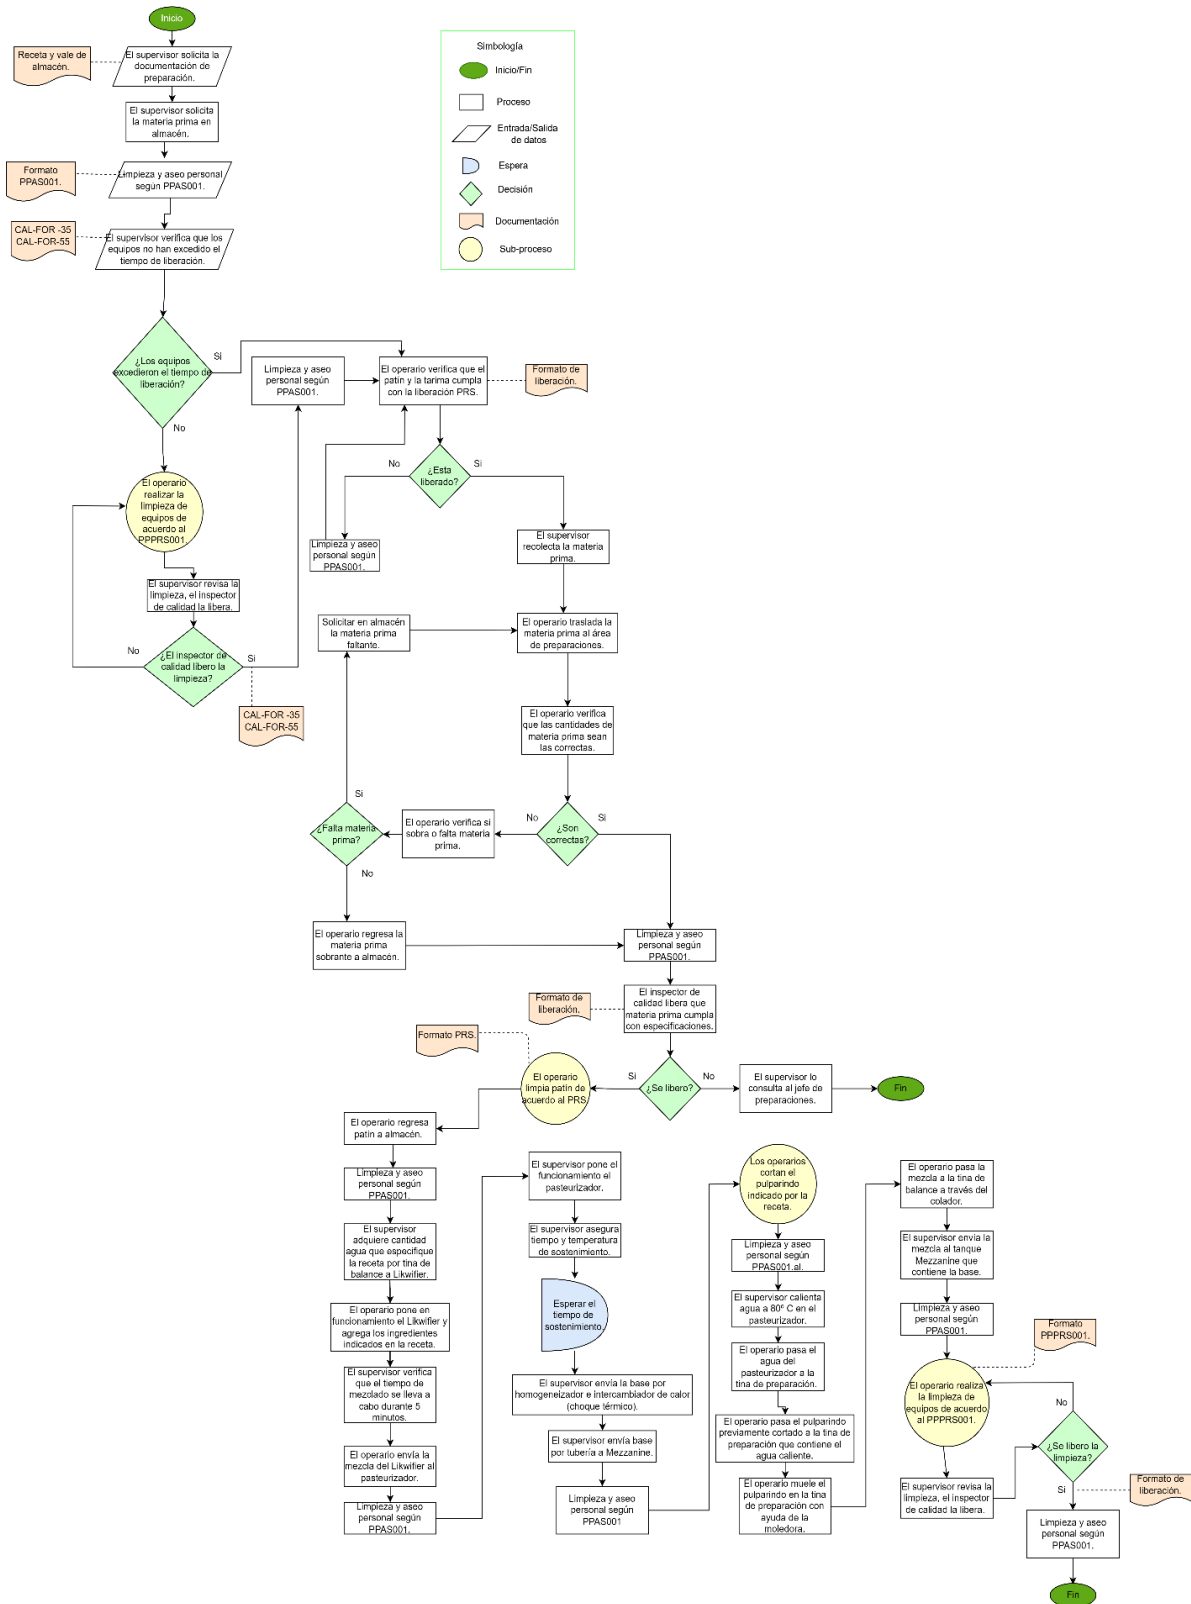 Inicio
Receta y vale de
almacén.
El supervisor solicita la
documentación de
preparación.
El supervisor solicita
la materia prima en
almacén.
Formato
PPAS001.
Limpieza y aseo personal
según PPAS001.
CAL-FOR -35
CAL-FOR-55
El supervisor verifica que los
equipos no han excedido el
tiempo de liberación.
Simbología
Inicio/Fin
Proceso
Entrada/Salida
de datos
Espera
Decisión
Documentación
Sub-proceso
¿Los equipos
excedieron el tiempo de
liberación?
Si
No
Limpieza y aseo
personal según
PPAS001.
El operario verifica que el
patín y la tarima cumpla
con la liberación PRS.
Formato de
liberación.
¿Esta
liberado?
No
Si
El operario
realizar la
limpieza de
equipos de
acuerdo al
PPPRS001.
Limpieza y aseo
personal según
PPAS001.
El supervisor
recolecta la materia
prima.
El supervisor revisa la
limpieza, el inspector
de calidad la libera.
¿El inspector de
calidad libero la
limpieza?
No
Si
CAL-FOR -35
CAL-FOR-55
Solicitar en almacén
la materia prima
faltante.
El operario traslada la
materia prima al área
de preparaciones.
El operario verifica
que las cantidades de
materia prima sean
las correctas.
¿Son
correctas?
No
Si
El operario verifica si
sobra o falta materia
prima.
¿Falta materia
prima?
Si
No
El operario regresa la
materia prima
sobrante a almacén.
Limpieza y aseo
personal según
PPAS001.
Formato de
liberación.
El inspector de
calidad libera que
materia prima cumpla
con especificaciones.
Formato PRS.
¿Se libero?
Si
No
El supervisor lo
consulta al jefe de
preparaciones.
Fin
El operario
limpia patín de
acuerdo al PRS.
El operario regresa
patín a almacén.
Limpieza y aseo
personal según
PPAS001.
El supervisor
adquiere cantidad
agua que especifique
la receta por tina de
balance a Likwifier.
El operario pone en
funcionamiento el Likwifier y
agrega los ingredientes
indicados en la receta.
El supervisor verifica
que el tiempo de
mezclado se lleva a
cabo durante 5
minutos.
El operario envía la
mezcla del Likwifier al
pasteurizador.
Limpieza y aseo
personal según
PPAS001.
El supervisor pone el
funcionamiento el
pasteurizador.
El supervisor asegura
tiempo y temperatura
de sostenimiento.
Esperar el
tiempo de
sostenimiento.
El supervisor envía la base por
homogeneizador e intercambiador de calor
(choque térmico).
El supervisor envía base
por tubería a Mezzanine.
Limpieza y aseo
personal según
PPAS001
Los operarios
cortan el
pulparindo
indicado por la
receta.
Limpieza y aseo
personal según
PPAS001.al.
El supervisor calienta
agua a 80º C en el
pasteurizador.
El operario pasa el
agua del
pasteurizador a la
tina de preparación.
El operario pasa el pulparindo
previamente cortado a la tina de
preparación que contiene el
agua caliente.
El operario muele el
pulparindo en la tina
de preparación con
ayuda de la
moledora.
El operario pasa la
mezcla a la tina de
balance a través del
colador.
El supervisor envía la
mezcla al tanque
Mezzanine que
contiene la base.
Limpieza y aseo
personal según
PPAS001.
Formato
PPPRS001.
El operario realiza
la limpieza de
equipos de acuerdo
al PPPRS001.
El supervisor revisa la
limpieza, el inspector
de calidad la libera.
No
¿Se libero la
limpieza?
Si
Formato de
liberación.
Limpieza y aseo
personal según
PPAS001.
Fin